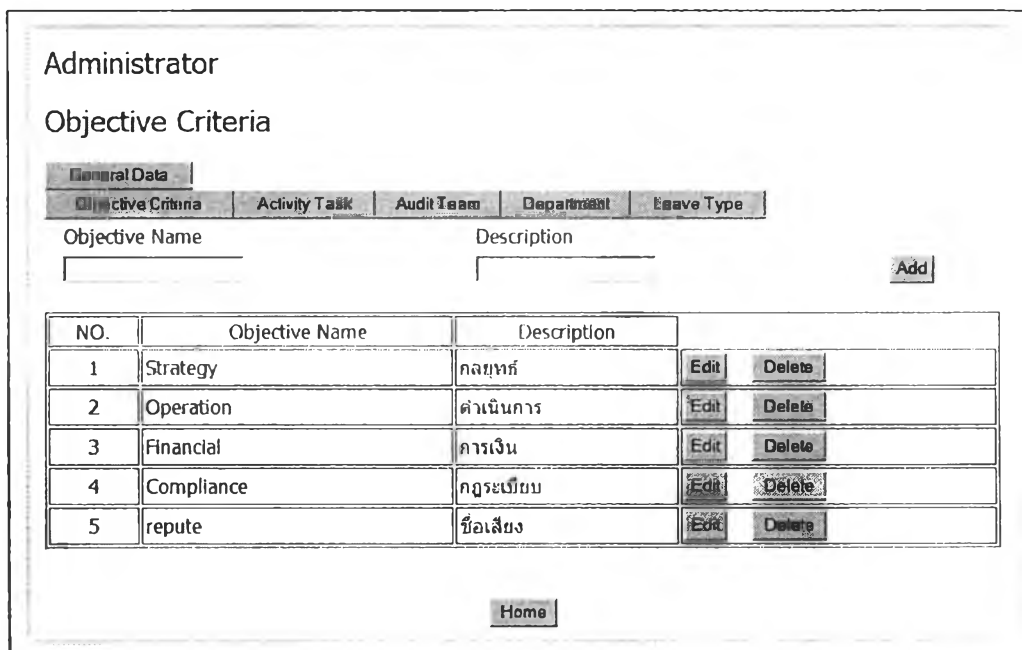 Administrator
Objective Criteria
General Data
Objective Criteria Activity Task Audit Team Department Leave Type
Objective Name Description
Add
NO. Objective Name Description
1 Strategy กลยุทธ์ Edit Delete
2 Operation ดำเนินการ Edit Delete
3 Financial การเงิน Edit Delete
4 Compliance กฎระเบียบ Edit Delete
5 repute ชื่อเสียง Edit Delete
Home